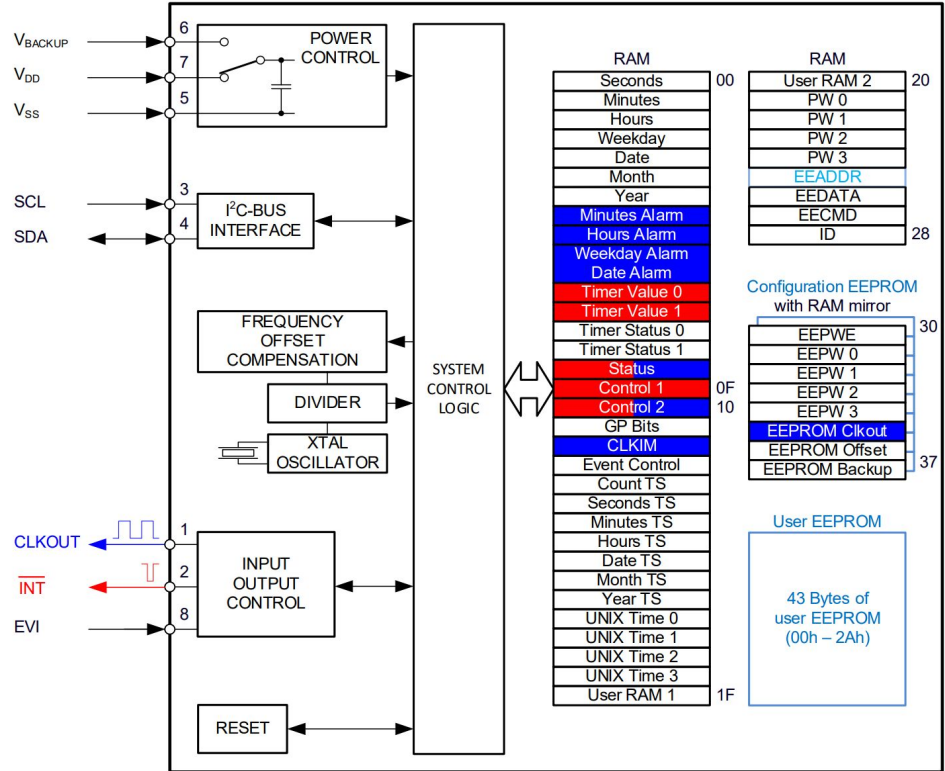 V_BACKUP
6
V_DD
7
V_SS
5
POWER
CONTROL
SCL
3
SDA
4
I²C-BUS
INTERFACE
FREQUENCY
OFFSET
COMPENSATION
DIVIDER
XTAL
OSCILLATOR
CLKOUT
1
INT
2
EVI
8
INPUT
OUTPUT
CONTROL
RESET
SYSTEM
CONTROL
LOGIC
RAM
Seconds 00
Minutes
Hours
Weekday
Date
Month
Year
Minutes Alarm
Hours Alarm
Weekday Alarm
Date Alarm
Timer Value 0
Timer Value 1
Timer Status 0
Timer Status 1
Status
Control 1 0F
Control 2 10
GP Bits
CLKIM
Event Control
Count TS
Seconds TS
Minutes TS
Hours TS
Date TS
Month TS
Year TS
UNIX Time 0
UNIX Time 1
UNIX Time 2
UNIX Time 3
User RAM 1 1F
RAM
User RAM 2 20
PW 0
PW 1
PW 2
PW 3
EEADDR
EEDATA
EECMD
ID 28
Configuration EEPROM
with RAM mirror
30
EEPWE
EEPW 0
EEPW 1
EEPW 2
EEPW 3
EEPROM Clkout
EEPROM Offset
EEPROM Backup 37
User EEPROM
43 Bytes of
user EEPROM
(00h – 2Ah)